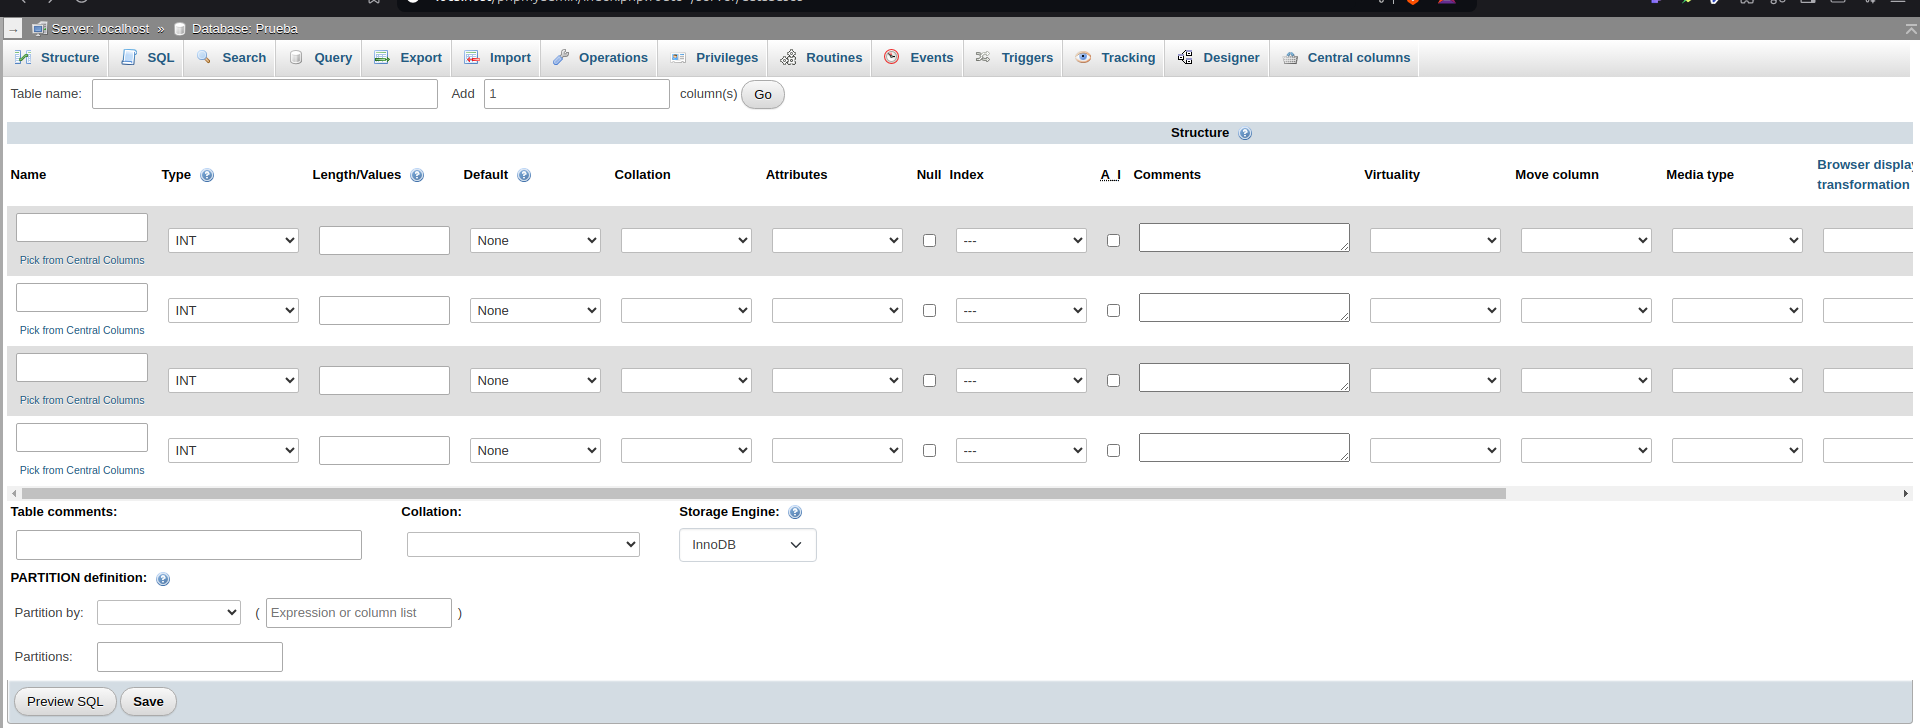 Server: localhost » Database: Prueba
Structure SQL Search Query Export Import Operations Privileges Routines Events Triggers Tracking Designer Central columns
Table name: Add 1 column(s) Go
Structure
Name Type Length/Values Default Collation Attributes Null Index A_I Comments Virtuality Move column Media type Browser display transformation
INT None ---
Pick from Central Columns
INT None ---
Pick from Central Columns
INT None ---
Pick from Central Columns
INT None ---
Pick from Central Columns
Table comments: Collation: Storage Engine:
InnoDB
PARTITION definition:
Partition by: ( Expression or column list )
Partitions:
Preview SQL Save